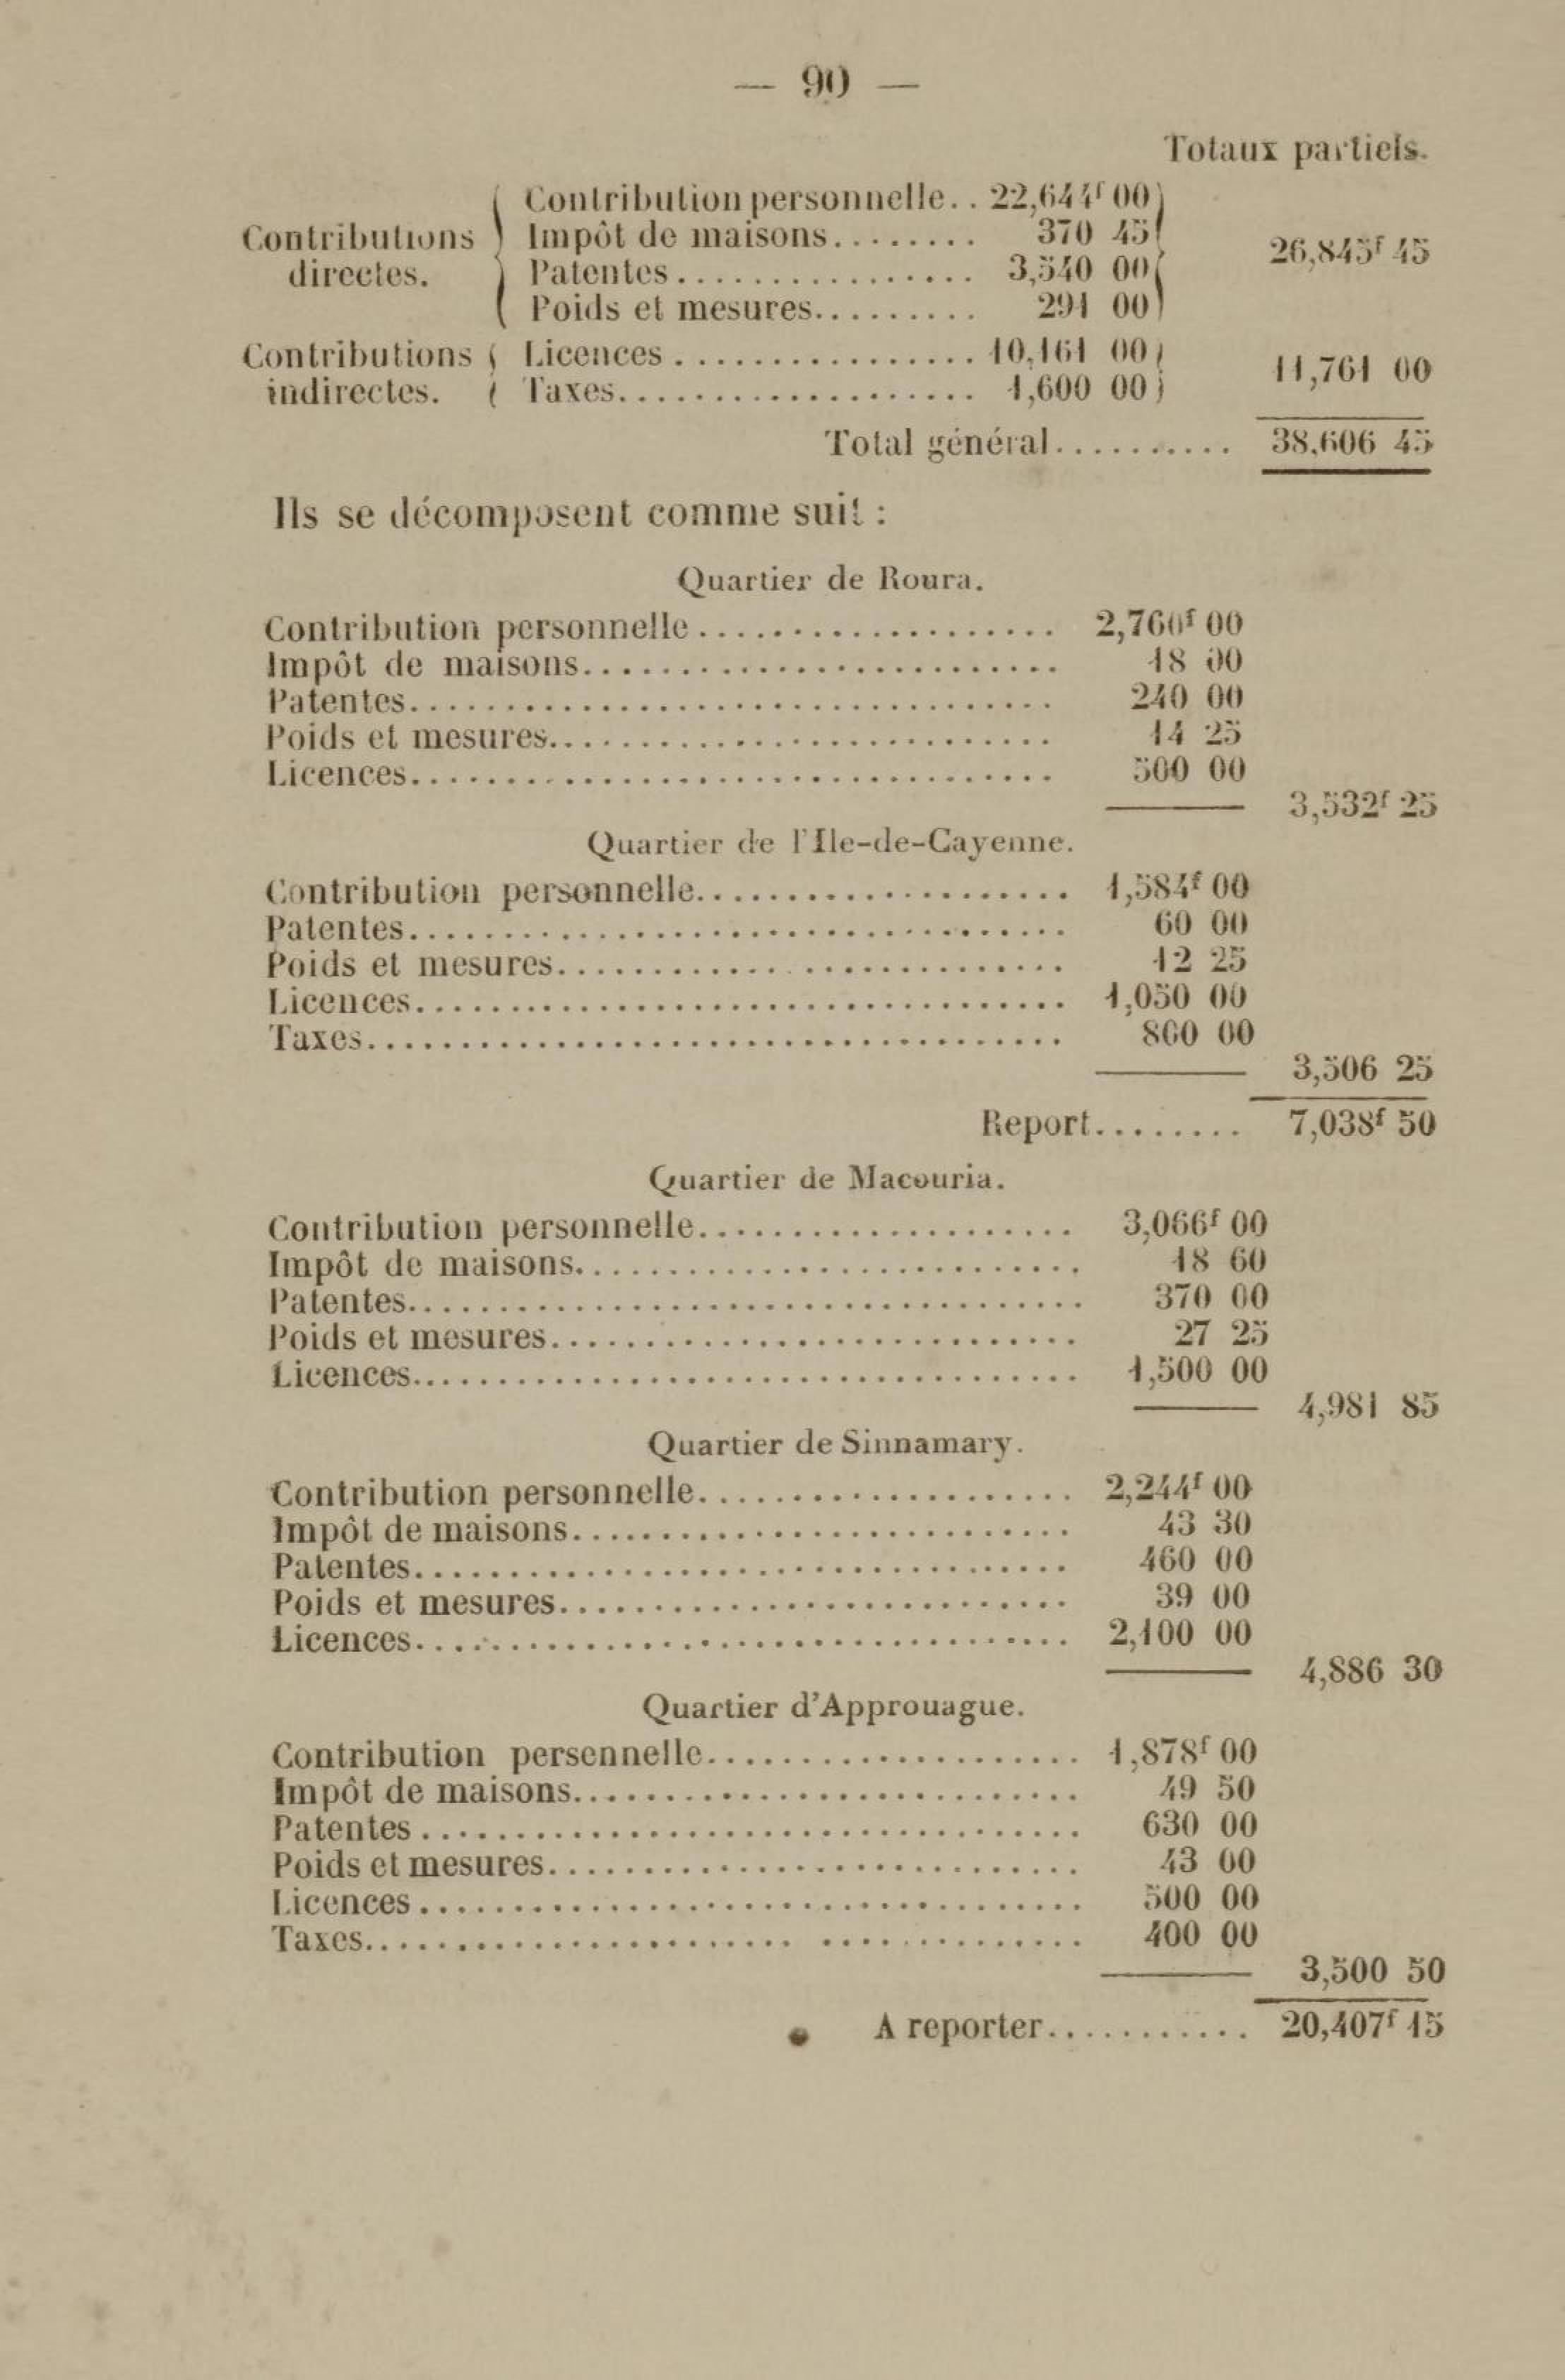 — 90 —
Totaux partiels.
Contributions directes.
Contribution personnelle.. 22,644f 00
Impôt de maisons......... 370 45
Patentes................ 3,540 00
Poids et mesures.......... 291 00
26,845f 45
Contributions indirectes.
Licences................ 10,161 00
Taxes................... 1,600 00
11,761 00
Total général........... 38,606 45
Ils se décomposent comme suit :
Quartier de Roura.
Contribution personnelle................... 2,760f 00
Impôt de maisons.......................... 18 00
Patentes................................... 240 00
Poids et mesures........................... 14 25
Licences................................... 500 00
3,532f 25
Quartier de l'Ile-de-Cayenne.
Contribution personnelle.................... 1,584f 00
Patentes.................................... 60 00
Poids et mesures............................ 12 25
Licences.................................... 1,050 00
Taxes...................................... 800 00
3,506 25
Report........ 7,038f 50
Quartier de Macouria.
Contribution personnelle.................... 3,066f 00
Impôt de maisons............................ 18 60
Patentes..................................... 370 00
Poids et mesures............................. 27 25
Licences..................................... 1,500 00
4,981 85
Quartier de Sinnamary.
Contribution personnelle.................... 2,244f 00
Impôt de maisons........................... 43 30
Patentes.................................... 460 00
Poids et mesures............................ 39 00
Licences.................................... 2,100 00
4,886 30
Quartier d'Approuague.
Contribution persennelle.................... 1,878f 00
Impôt de maisons............................ 49 50
Patentes.................................... 630 00
Poids et mesures............................. 43 00
Licences.................................... 500 00
Taxes....................... .............. 400 00
3,500 50
A reporter........... 20,407f 15